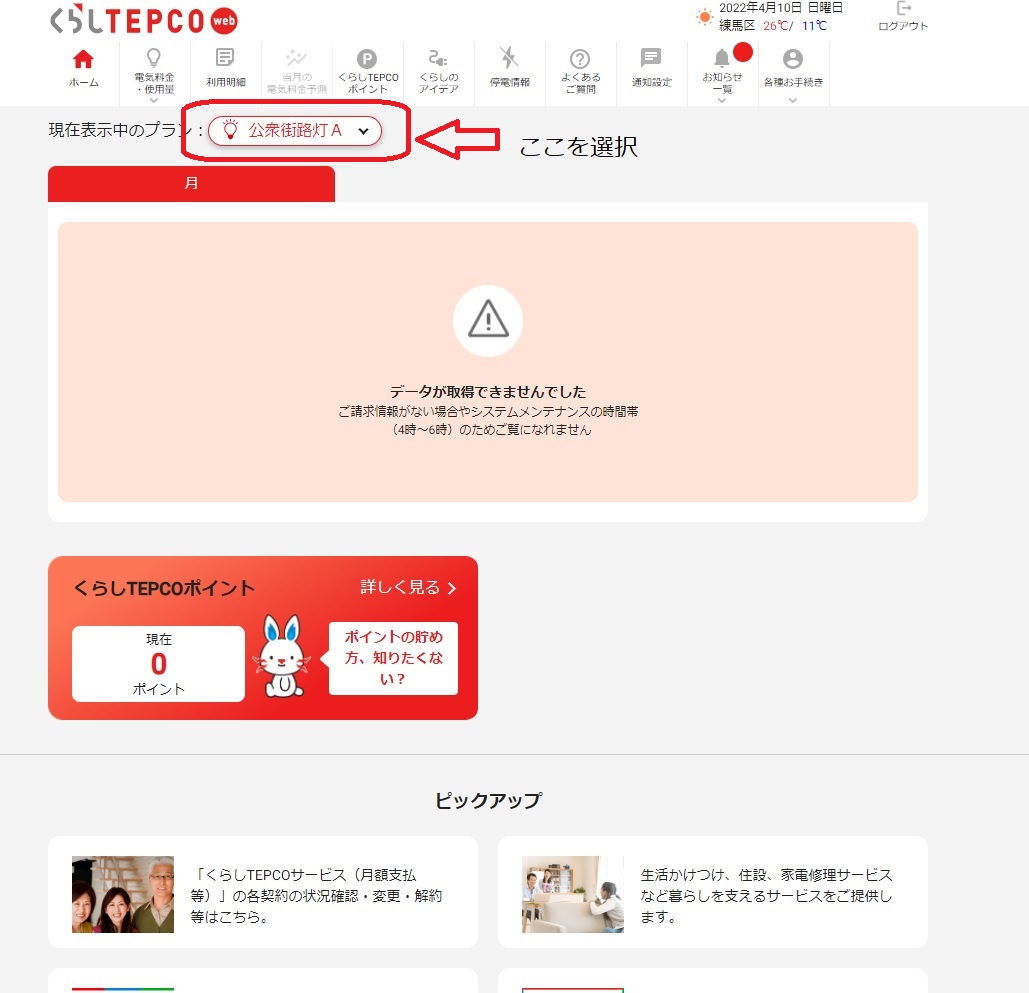 くらしTEPCO web
2022年4月10日 日曜日
練馬区 26℃/ 11℃
ログアウト
ホーム
電気料金
・使用量
利用明細
当月の
電気料金予測
くらしTEPCO
ポイント
くらしの
アイデア
停電情報
よくある
ご質問
通知設定
お知らせ
一覧
各種お手続き
現在表示中のプラン：
公衆街路灯A
ここを選択
月
データが取得できませんでした
ご請求情報がない場合やシステムメンテナンスの時間帯
（4時～6時）のためご覧になれません
くらしTEPCOポイント
詳しく見る
現在
0
ポイント
ポイントの貯め
方、知りたくな
い？
ピックアップ
「くらしTEPCOサービス（月額支払
等）」の各契約の状況確認・変更・解約
等はこちら。
生活かけつけ、住設、家電修理サービス
など暮らしを支えるサービスをご提供し
ます。